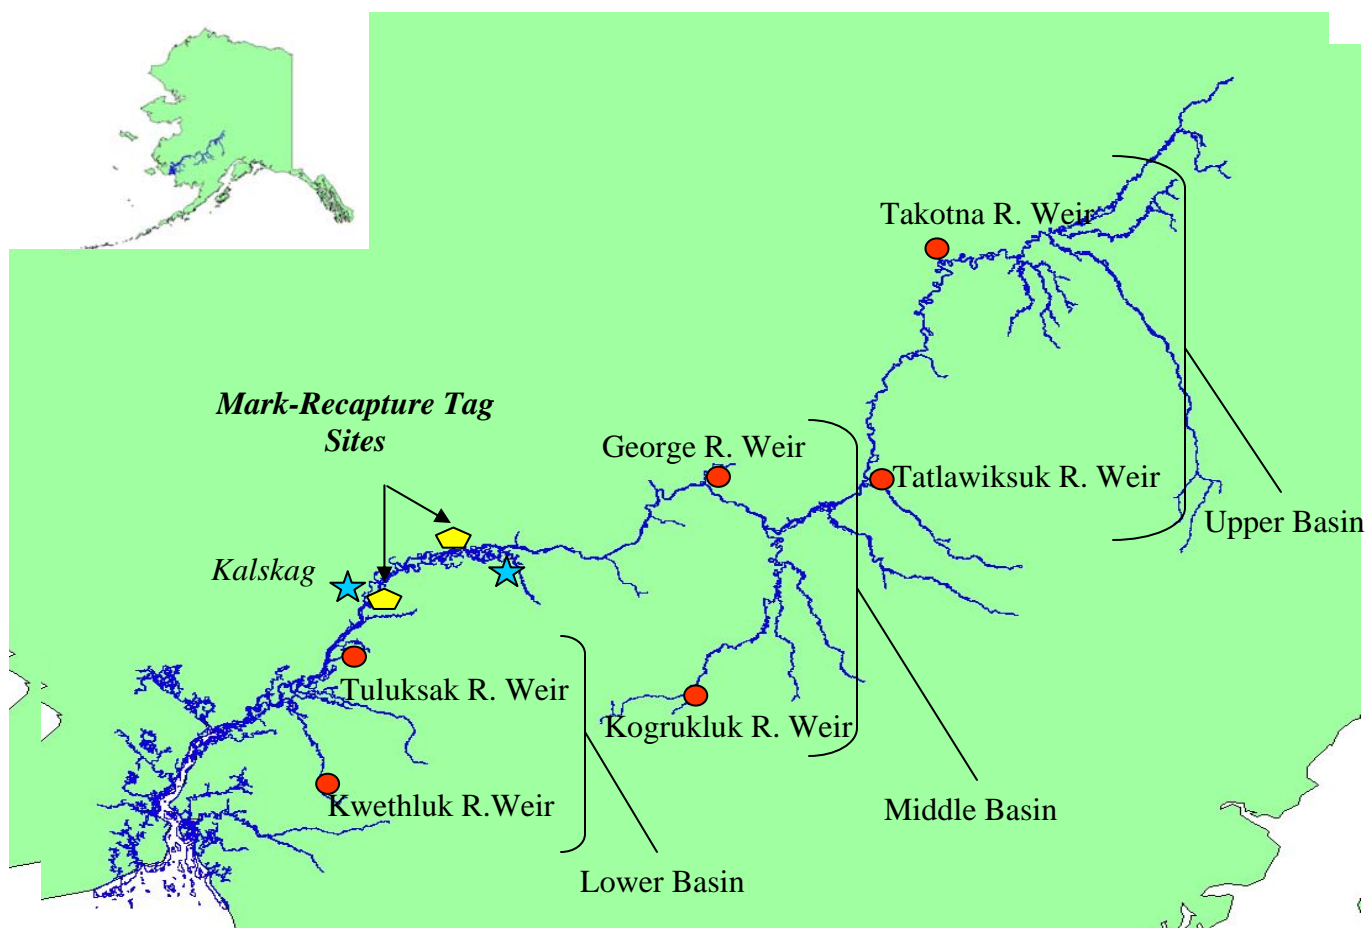 Takotna R. Weir
Mark-Recapture Tag
Sites
George R. Weir
Tatlawiksuk R. Weir
Upper Basin
Kalskag
Tuluksak R. Weir
Kogrukluk R. Weir
Kwethluk R.Weir
Middle Basin
Lower Basin